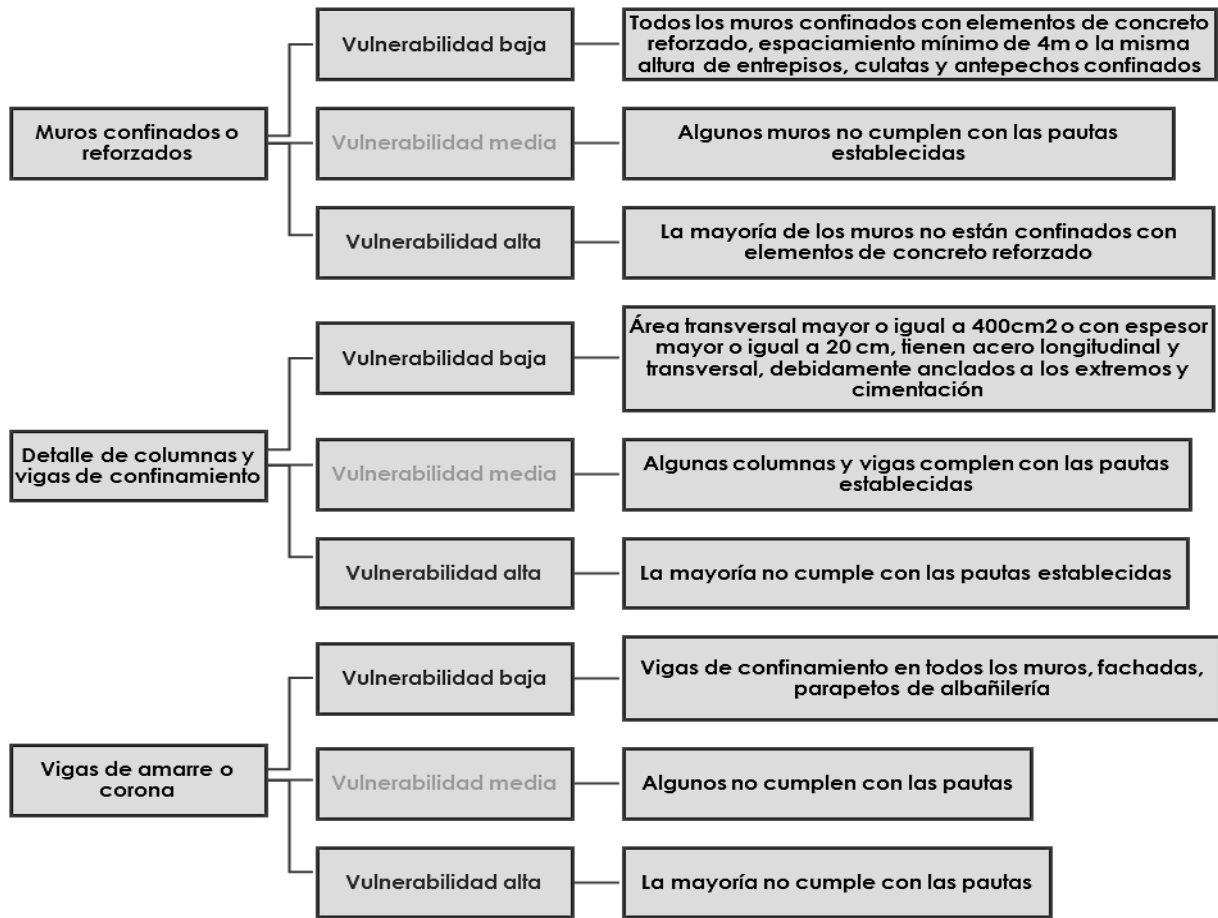 Vulnerabilidad baja
Todos los muros confinados con elementos de concreto
reforzado, espaciamiento mínimo de 4m o la misma
altura de entrepisos, culatas y antepechos confinados
Muros confinados o
reforzados
Vulnerabilidad media
Algunos muros no cumplen con las pautas
establecidas
Vulnerabilidad alta
La mayoría de los muros no están confinados con
elementos de concreto reforzado
Vulnerabilidad baja
Área transversal mayor o igual a 400cm2 o con espesor
mayor o igual a 20 cm, tienen acero longitudinal y
transversal, debidamente anclados a los extremos y
cimentación
Detalle de columnas y
vigas de confinamiento
Vulnerabilidad media
Algunas columnas y vigas complen con las pautas
establecidas
Vulnerabilidad alta
La mayoría no cumple con las pautas establecidas
Vulnerabilidad baja
Vigas de confinamiento en todos los muros, fachadas,
parapetos de albañilería
Vigas de amarre o
corona
Vulnerabilidad media
Algunos no cumplen con las pautas
Vulnerabilidad alta
La mayoría no cumple con las pautas